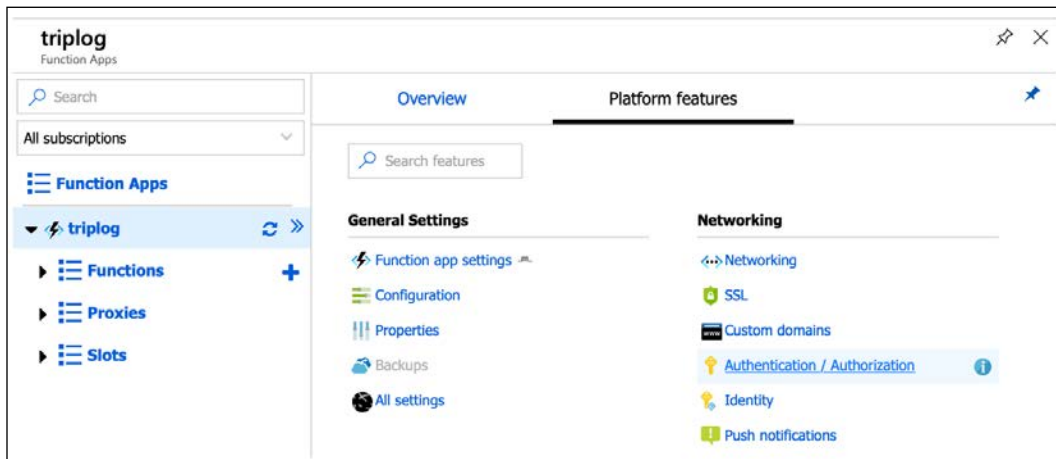 triplog
Function Apps
Search
All subscriptions
Function Apps
triplog
Functions
Proxies
Slots
Overview
Platform features
Search features
General Settings
Function app settings
Configuration
Properties
Backups
All settings
Networking
Networking
SSL
www
Custom domains
Authentication / Authorization
Identity
Push notifications